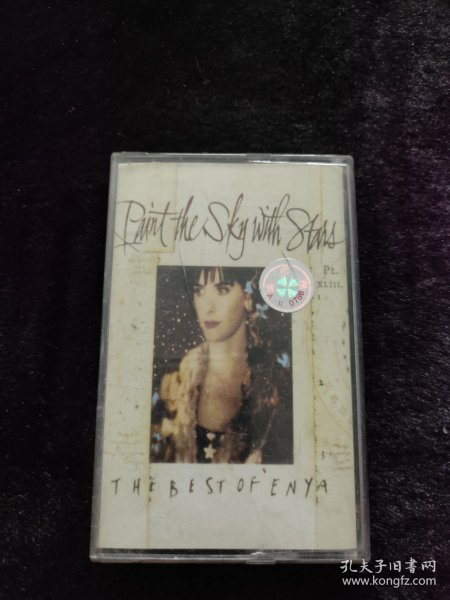 Paint the Sky with Stars
PL.
XLIII.
0788
THE BEST OF ENYA
孔夫子旧书网
www.kongfz.com